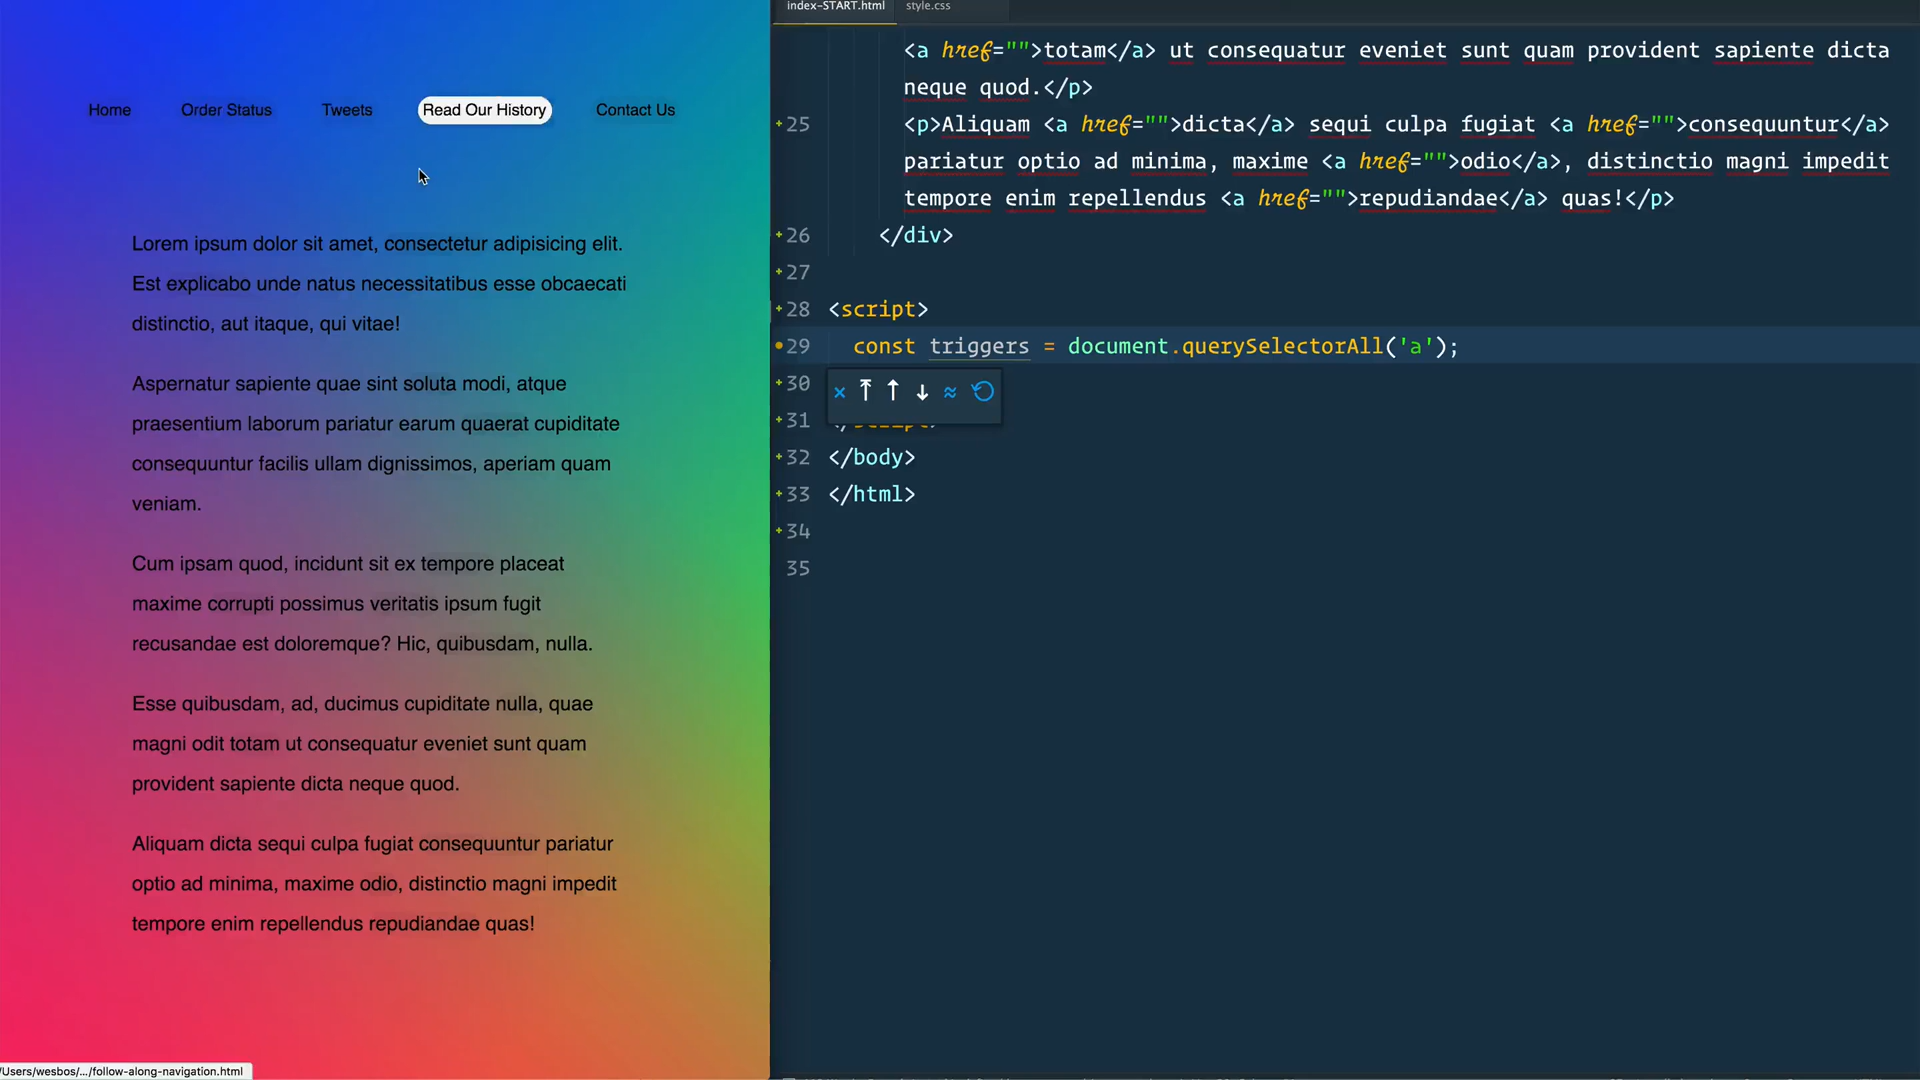 index-START.html style.css
Home Order Status Tweets Read Our History Contact Us
Lorem ipsum dolor sit amet, consectetur adipisicing elit.
Est explicabo unde natus necessitatibus esse obcaecati
distinctio, aut itaque, qui vitae!
Aspernatur sapiente quae sint soluta modi, atque
praesentium laborum pariatur earum quaerat cupiditate
consequuntur facilis ullam dignissimos, aperiam quam
veniam.
Cum ipsam quod, incidunt sit ex tempore placeat
maxime corrupti possimus veritatis ipsum fugit
recusandae est doloremque? Hic, quibusdam, nulla.
Esse quibusdam, ad, ducimus cupiditate nulla, quae
magni odit totam ut consequatur eveniet sunt quam
provident sapiente dicta neque quod.
Aliquam dicta sequi culpa fugiat consequuntur pariatur
optio ad minima, maxime odio, distinctio magni impedit
tempore enim repellendus repudiandae quas!
/Users/wesbos/.../follow-along-navigation.html
<a href="">totam</a> ut consequatur eveniet sunt quam provident sapiente dicta
neque quod.</p>
25 <p>Aliquam <a href="">dicta</a> sequi culpa fugiat <a href="">consequuntur</a>
pariatur optio ad minima, maxime <a href="">odio</a>, distinctio magni impedit
tempore enim repellendus <a href="">repudiandae</a> quas!</p>
26 </div>
27
28 <script>
29 const triggers = document.querySelectorAll('a');
30
31 </script>
32 </body>
33 </html>
34
35